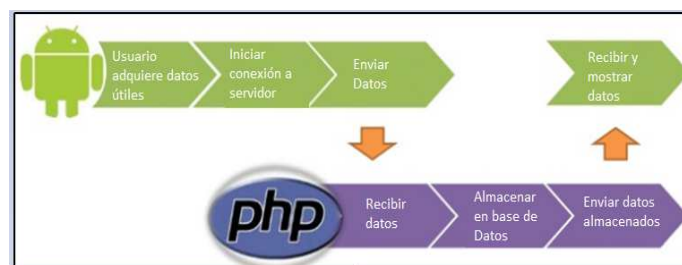 Usuario
adquiere datos
útiles
Iniciar
conexión a
servidor
Enviar
Datos
Recibir y
mostrar
datos
php
Recibir
datos
Almacenar
en base de
Datos
Enviar datos
almacenados